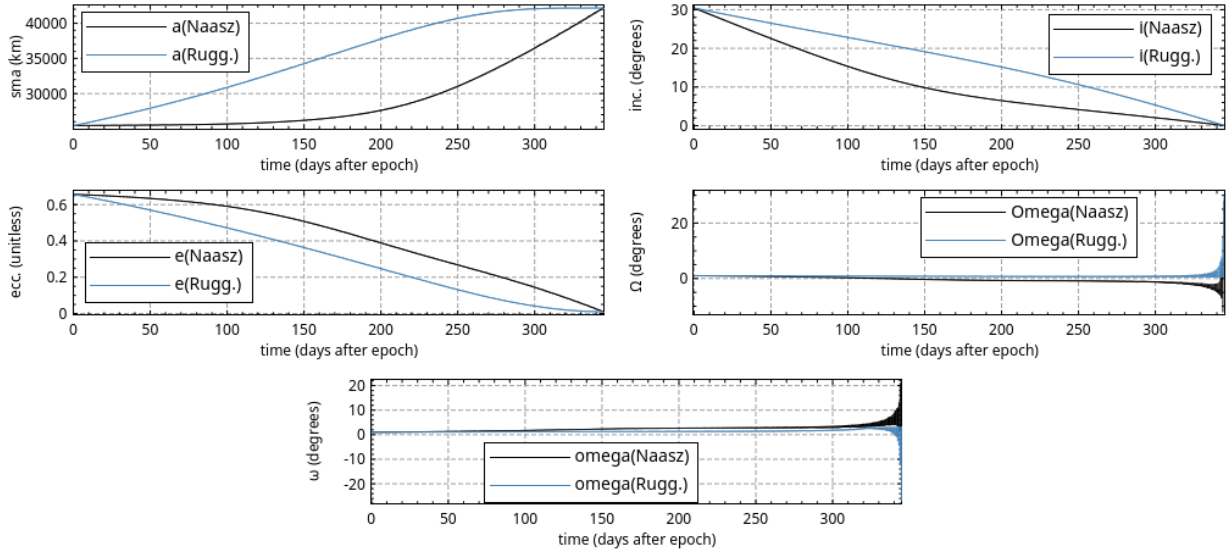 40000
35000
30000
sma (km)
a(Naasz)
a(Rugg.)
0 50 100 150 200 250 300
time (days after epoch)
30
20
10
0
inc. (degrees)
i(Naasz)
i(Rugg.)
0 50 100 150 200 250 300
time (days after epoch)
0.6
0.4
0.2
0
ecc. (unitless)
e(Naasz)
e(Rugg.)
0 50 100 150 200 250 300
time (days after epoch)
20
0
Ω (degrees)
Omega(Naasz)
Omega(Rugg.)
0 50 100 150 200 250 300
time (days after epoch)
20
10
0
-10
-20
ω (degrees)
omega(Naasz)
omega(Rugg.)
0 50 100 150 200 250 300
time (days after epoch)